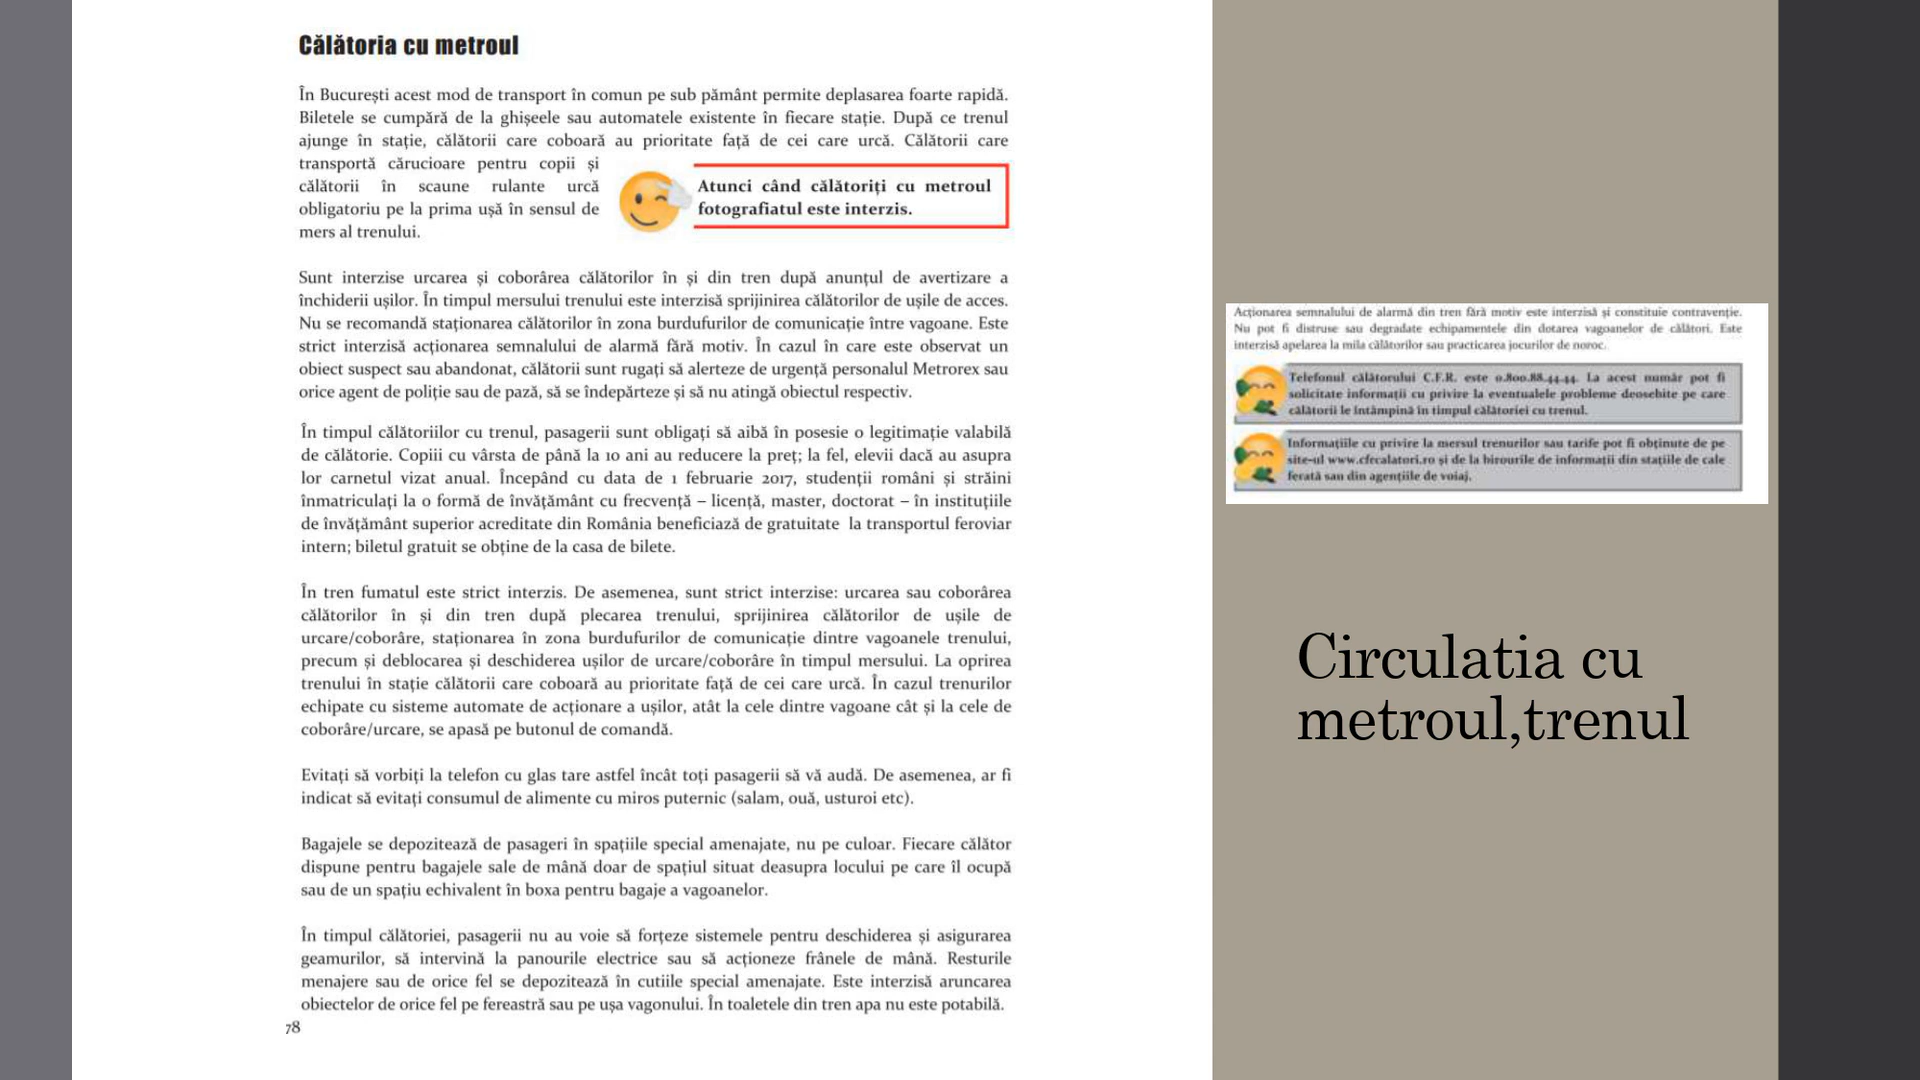 Călătoria cu metroul
În București acest mod de transport în comun pe sub pământ permite deplasarea foarte rapidă.
Biletele se cumpără de la ghișeele sau automatele existente în fiecare stație. După ce trenul
ajunge în stație, călătorii care coboară au prioritate față de cei care urcă. Călătorii care
transportă cărucioare pentru copii și
călătorii în scaune rulante urcă
obligatoriu pe la prima ușă în sensul de
mers al trenului.
Atunci când călătoriți cu metroul
fotografiatul este interzis.
Sunt interzise urcarea și coborârea călătorilor în și din tren după anunțul de avertizare a
închiderii ușilor. În timpul mersului trenului este interzisă sprijinirea călătorilor de ușile de acces.
Nu se recomandă staționarea călătorilor în zona burdufurilor de comunicație între vagoane. Este
strict interzisă acționarea semnalului de alarmă fără motiv. În cazul în care este observat un
obiect suspect sau abandonat, călătorii sunt rugați să alerteze de urgență personalul Metrorex sau
orice agent de poliție sau de pază, să se îndepărteze și să nu atingă obiectul respectiv.
În timpul călătoriilor cu trenul, pasagerii sunt obligați să aibă în posesie o legitimație valabilă
de călătorie. Copiii cu vârsta de până la 10 ani au reducere la preț; la fel, elevii dacă au asupra
lor carnetul vizat anual. Începând cu data de 1 februarie 2017, studenții români și străini
înmatriculați la o formă de învățământ cu frecvență – licență, master, doctorat – în instituțiile
de învățământ superior acreditate din România beneficiază de gratuitate la transportul feroviar
intern; biletul gratuit se obține de la casa de bilete.
În tren fumatul este strict interzis. De asemenea, sunt strict interzise: urcarea sau coborârea
călătorilor în și din tren după plecarea trenului, sprijinirea călătorilor de ușile de
urcare/coborâre, staționarea în zona burdufurilor de comunicație dintre vagoanele trenului,
precum și deblocarea și deschiderea ușilor de urcare/coborâre în timpul mersului. La oprirea
trenului în stație călătorii care coboară au prioritate față de cei care urcă. În cazul trenurilor
echipate cu sisteme automate de acționare a ușilor, atât la cele dintre vagoane cât și la cele de
coborâre/urcare, se apasă pe butonul de comandă.
Evitați să vorbiți la telefon cu glas tare astfel încât toți pasagerii să vă audă. De asemenea, ar fi
indicat să evitați consumul de alimente cu miros puternic (salam, ouă, usturoi etc).
Bagajele se depozitează de pasageri în spațiile special amenajate, nu pe culoar. Fiecare călător
dispune pentru bagajele sale de mână doar de spațiul situat deasupra locului pe care îl ocupă
sau de un spațiu echivalent în boxa pentru bagaje a vagoanelor.
În timpul călătoriei, pasagerii nu au voie să forțeze sistemele pentru deschiderea și asigurarea
geamurilor, să intervină la panourile electrice sau să acționeze frânele de mână. Resturile
menajere sau de orice fel se depozitează în cutiile special amenajate. Este interzisă aruncarea
obiectelor de orice fel pe fereastră sau pe ușa vagonului. În toaletele din tren apa nu este potabilă.
78
Acționarea semnalului de alarmă din tren fără motiv este interzisă și constituie contravenție.
Nu pot fi distruse sau degradate echipamentele din dotarea vagoanelor de călători. Este
interzisă apelarea la mila călătorilor sau practicarea jocurilor de noroc.
Telefonul călătorului C.F.R. este 0.800.88.44.44. La acest număr pot fi
solicitate informații cu privire la eventualele probleme deosebite pe care
călătorii le întâmpină în timpul călătoriei cu trenul.
Informațiile cu privire la mersul trenurilor sau tarife pot fi obținute de pe
site-ul www.cfrcalatori.ro și de la birourile de informații din stațiile de cale
ferată sau din agențiile de voiaj.
Circulatia cu
metroul,trenul